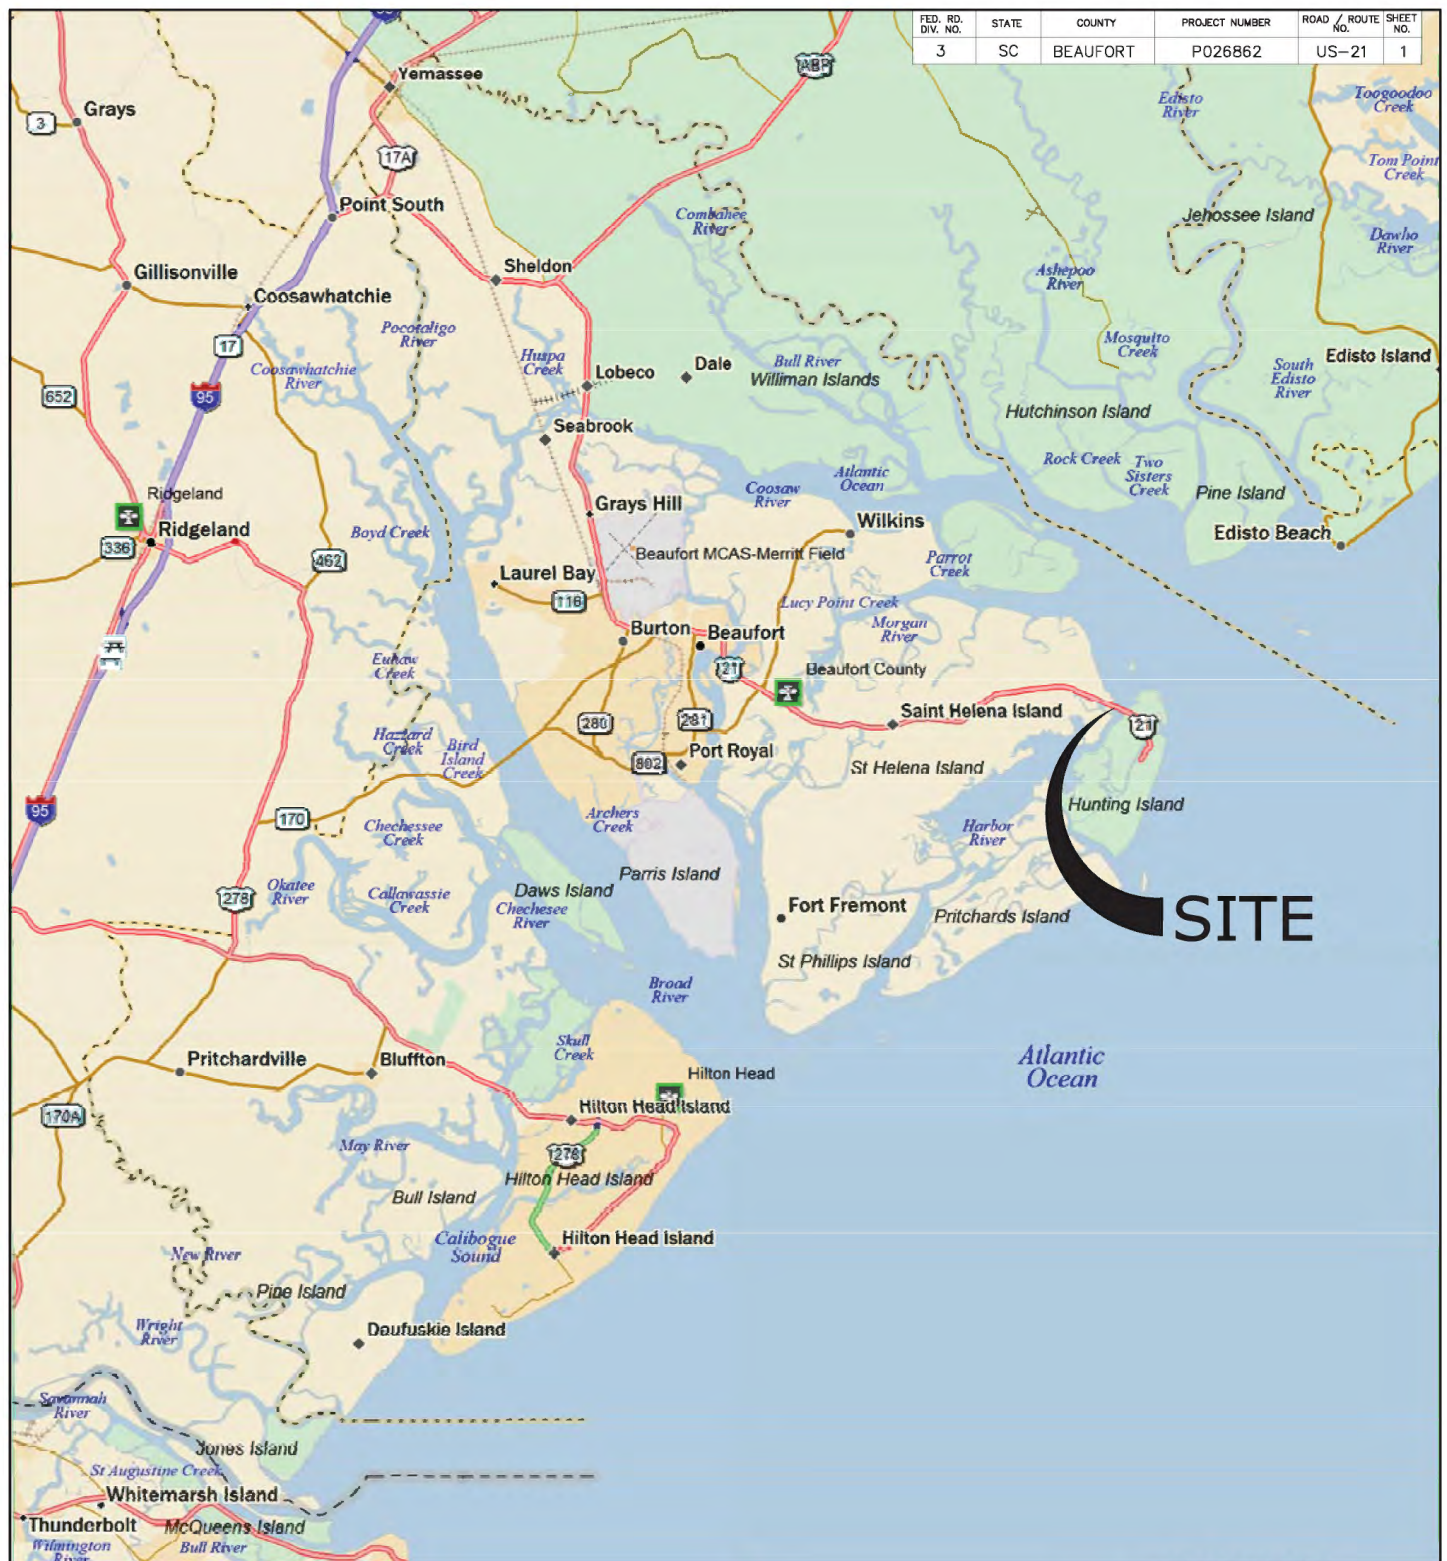 FED. RD. DIV. NO.
STATE
COUNTY
PROJECT NUMBER
ROAD / ROUTE NO.
SHEET NO.
3
SC
BEAUFORT
P026862
US-21
1
Yemassee
Grays
3
17A
Edisto
River
Toogoodoo
Creek
Tom Point
Creek
Point South
Combahee
River
Jehossee Island
Dawho
River
Gillisonville
Sheldon
Coosawhatchie
Ashepoo
River
17
Pocotaligo
River
Huspa
Creek
Mosquito
Creek
Edisto Island
Coosawhatchie
River
Lobeco
Dale
Bull River
Williman Islands
South
Edisto
River
652
95
Seabrook
Hutchinson Island
Rock Creek
Two
Sisters
Creek
Atlantic
Ocean
Coosaw
River
Pine Island
Ridgeland
Grays Hill
Ridgeland
Boyd Creek
Wilkins
Edisto Beach
336
462
Beaufort MCAS-Merritt Field
Parrot
Creek
Laurel Bay
116
Lucy Point Creek
Morgan
River
Burton
Beaufort
Euhaw
Creek
21
Beaufort County
280
281
Saint Helena Island
21
Hazzard
Creek
Bird
Island
Creek
802
Port Royal
St Helena Island
Hunting Island
95
170
Chechessee
Creek
Archers
Creek
Harbor
River
Parris Island
Okatee
River
278
Callawassie
Creek
Daws Island
Chechesee
River
Fort Fremont
Pritchards Island
SITE
St Phillips Island
Broad
River
Skull
Creek
Atlantic
Ocean
Pritchardville
Bluffton
Hilton Head
170A
Hilton Head Island
May River
278
Hilton Head Island
Bull Island
Calibogue
Sound
Hilton Head Island
New River
Pine Island
Wright
River
Daufuskie Island
Savannah
River
Jones Island
St Augustine Creek
Whitemarsh Island
Thunderbolt
McQueens Island
Wilmington
River
Bull River